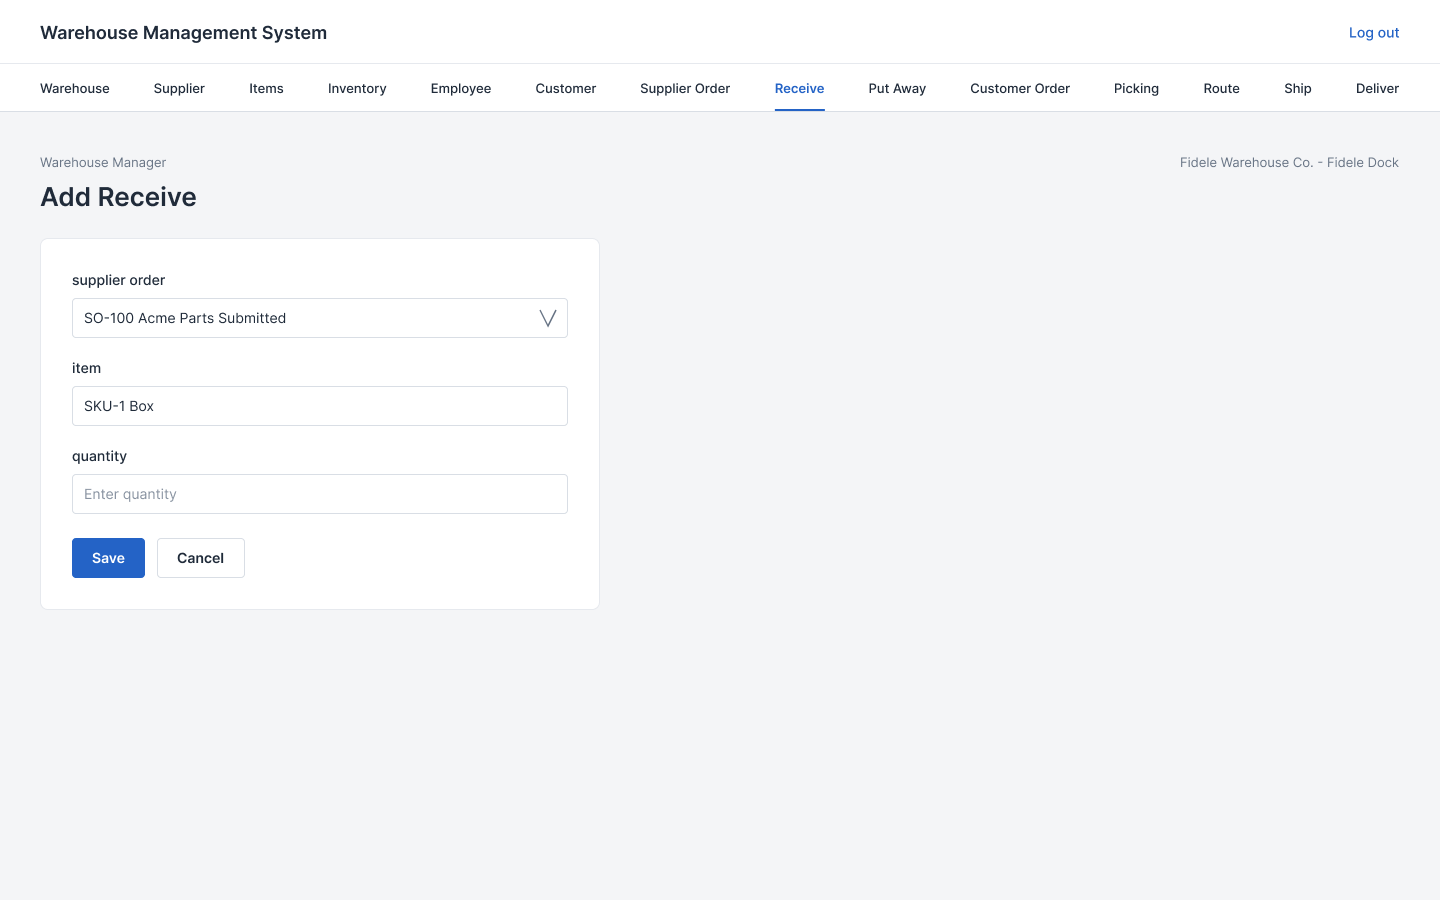 Warehouse Management System
Log out
Warehouse Supplier Items Inventory Employee Customer Supplier Order Receive Put Away Customer Order Picking Route Ship Deliver
Warehouse Manager
Fidele Warehouse Co. - Fidele Dock
Add Receive
supplier order
SO-100 Acme Parts Submitted
item
SKU-1 Box
quantity
Enter quantity
Save Cancel